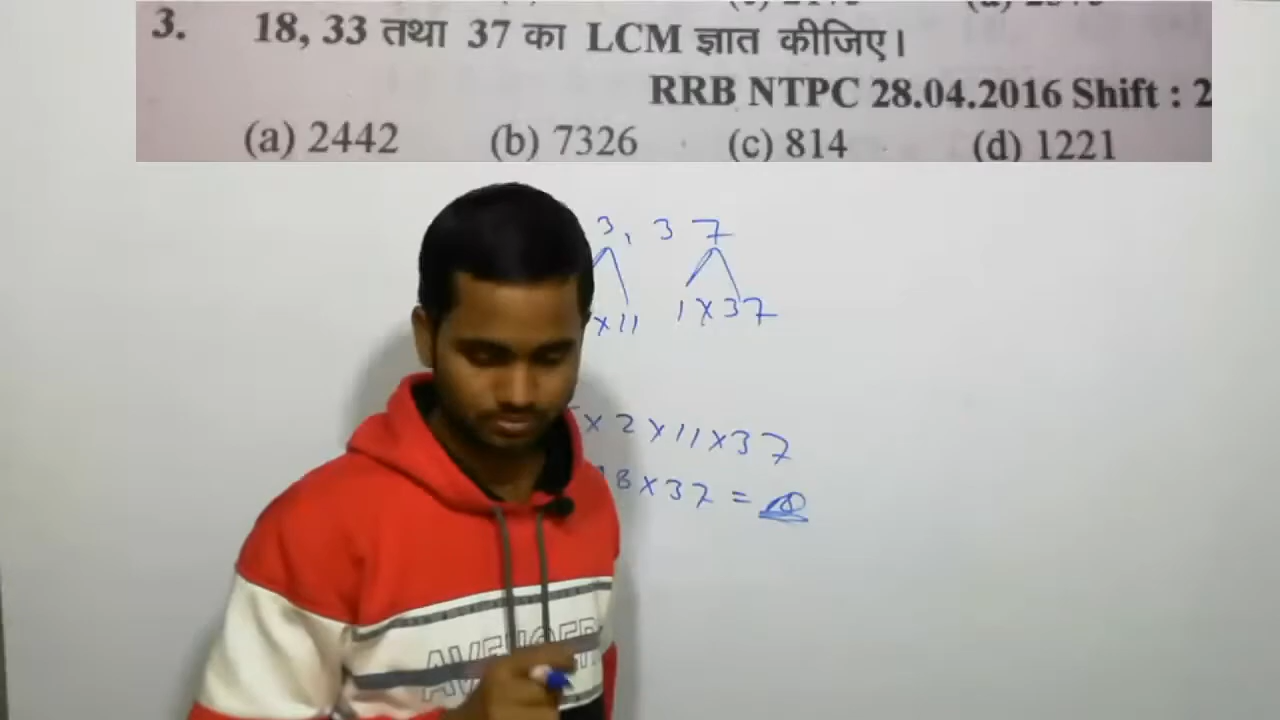 3. 18, 33 तथा 37 का LCM ज्ञात कीजिए।
RRB NTPC 28.04.2016 Shift : 2
(a) 2442 (b) 7326 (c) 814 (d) 1221
3, 37
×11 1×37
×2×11×37
8×37 =